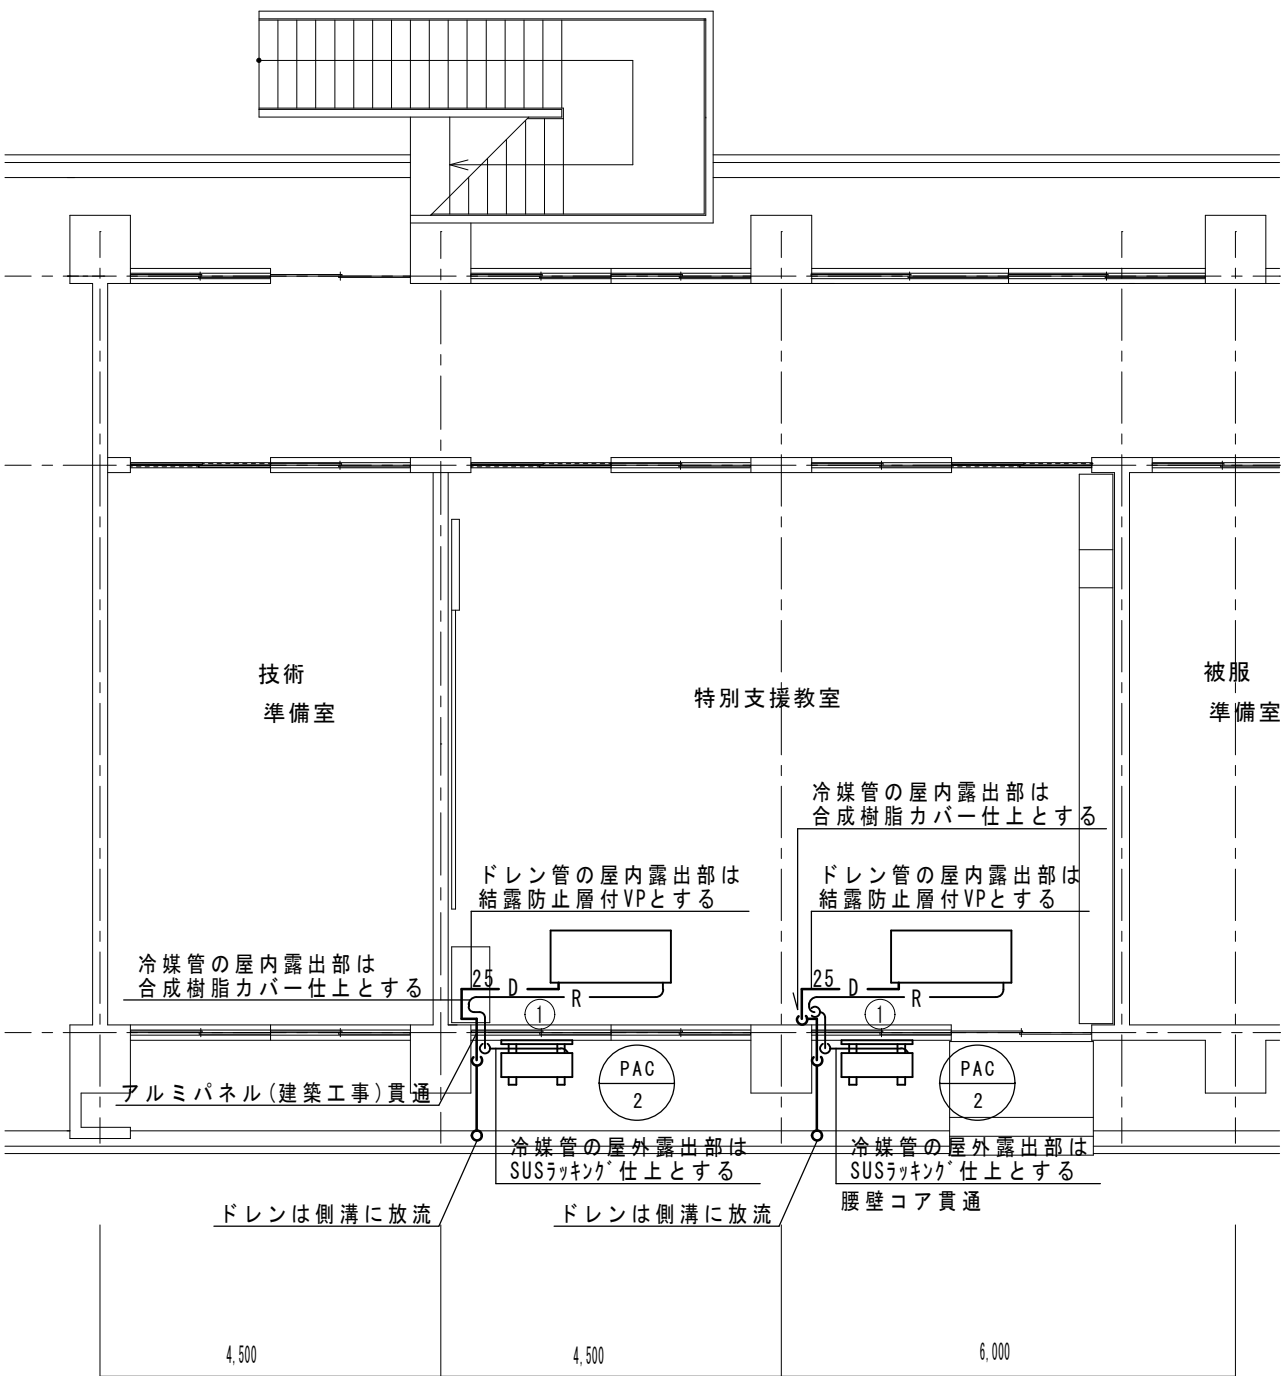 技術
準備室
特別支援教室
被服
準備室
冷媒管の屋内露出部は
合成樹脂カバー仕上とする
ドレン管の屋内露出部は
結露防止層付VPとする
ドレン管の屋内露出部は
結露防止層付VPとする
冷媒管の屋内露出部は
合成樹脂カバー仕上とする
25 D R
①
25 D R
①
PAC
2
PAC
2
アルミパネル(建築工事)貫通
冷媒管の屋外露出部は
SUSラッキング仕上とする
冷媒管の屋外露出部は
SUSラッキング仕上とする
腰壁コア貫通
ドレンは側溝に放流
ドレンは側溝に放流
4,500
4,500
6,000